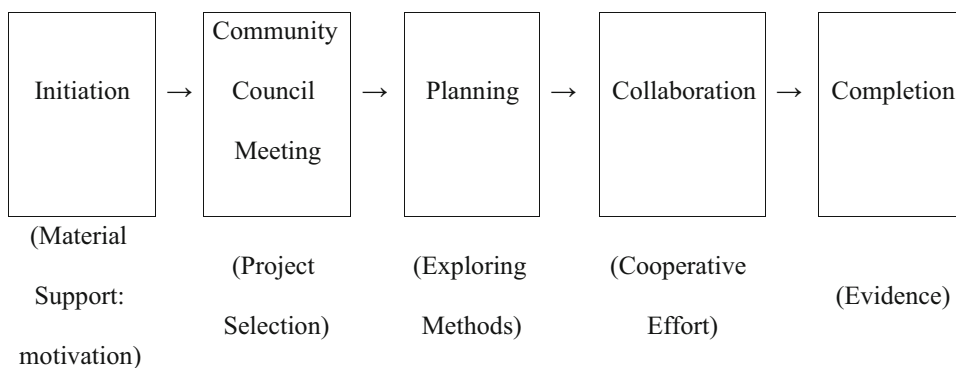 Initiation
→
Community
Council
Meeting
→
Planning
→
Collaboration
→
Completion
(Material
Support:
motivation)
(Project
Selection)
(Exploring
Methods)
(Cooperative
Effort)
(Evidence)